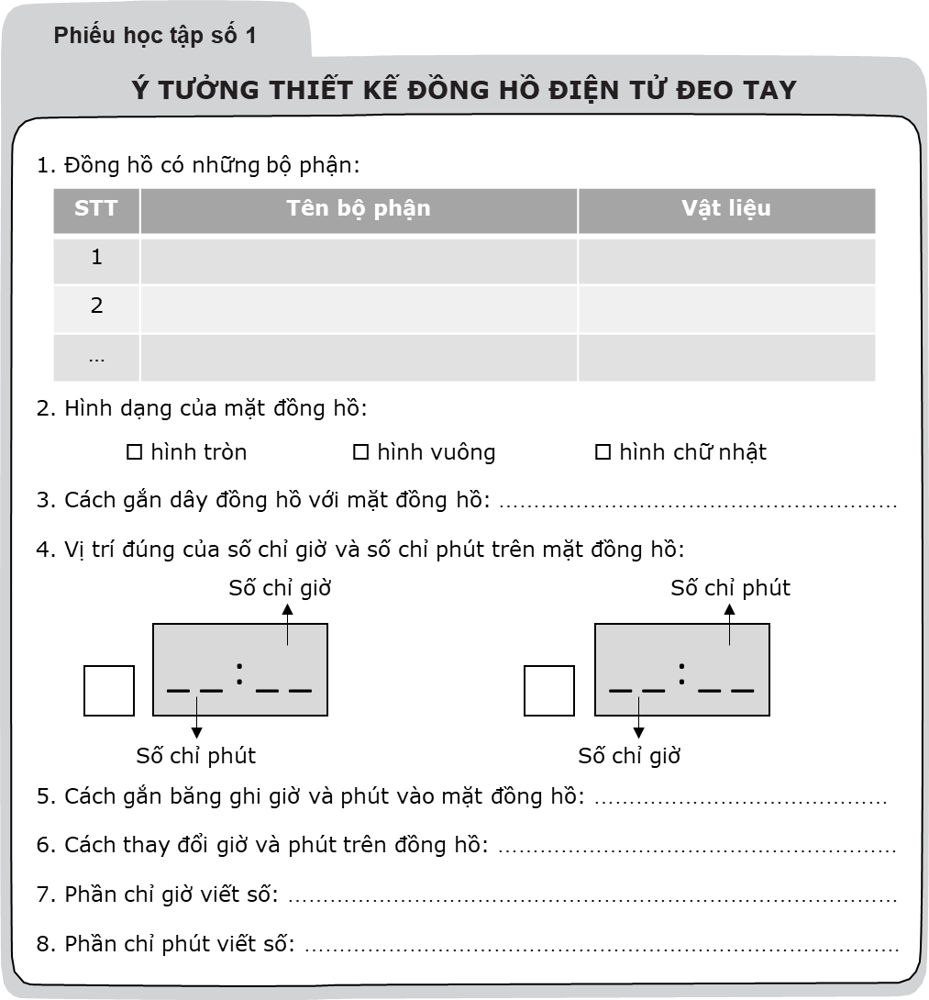 Phiếu học tập số 1
Ý TƯỞNG THIẾT KẾ ĐỒNG HỒ ĐIỆN TỬ ĐEO TAY
1. Đồng hồ có những bộ phận:
STT Tên bộ phận Vật liệu
1
2
...
2. Hình dạng của mặt đồng hồ:
☐ hình tròn ☐ hình vuông ☐ hình chữ nhật
3. Cách gắn dây đồng hồ với mặt đồng hồ: ........................................................
4. Vị trí đúng của số chỉ giờ và số chỉ phút trên mặt đồng hồ:
Số chỉ giờ Số chỉ phút
_ _ : _ _ _ _ : _ _
Số chỉ phút Số chỉ giờ
5. Cách gắn băng ghi giờ và phút vào mặt đồng hồ: .........................................
6. Cách thay đổi giờ và phút trên đồng hồ: ........................................................
7. Phần chỉ giờ viết số: .....................................................................................
8. Phần chỉ phút viết số: ...................................................................................